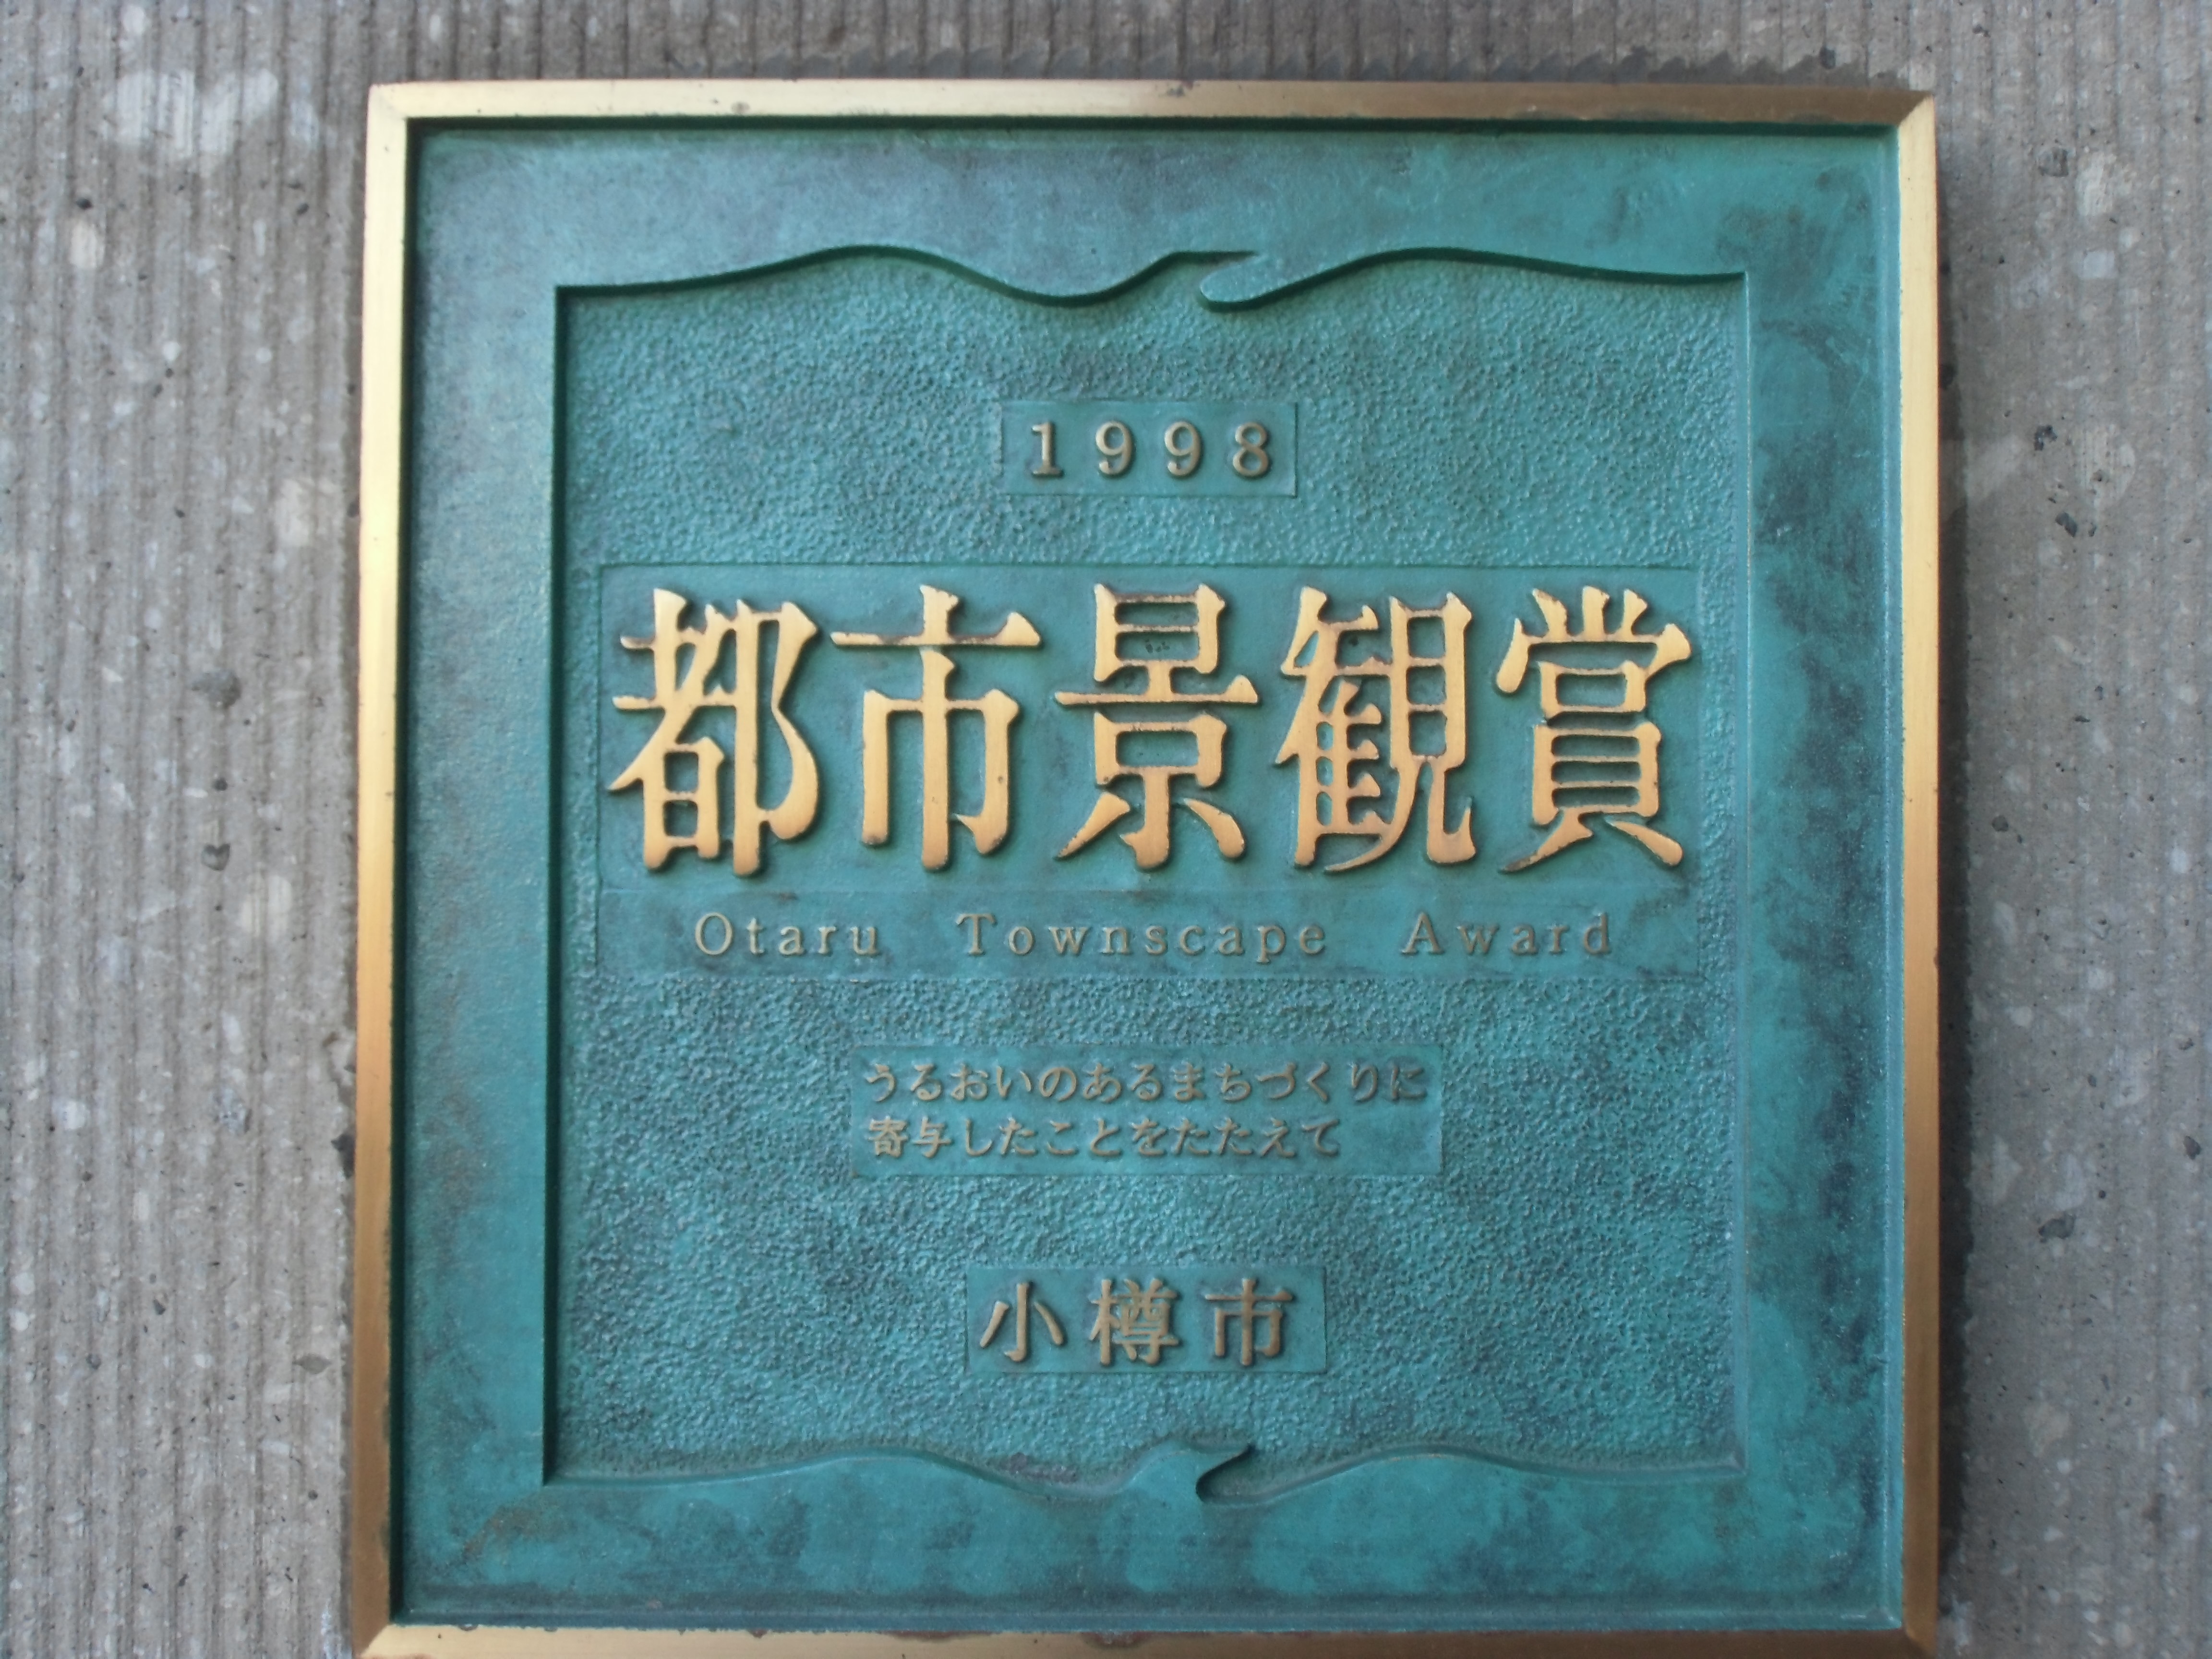 1998
都市景観賞
Otaru Townscape Award
うるおいのあるまちづくりに
寄与したことをたたえて
小樽市